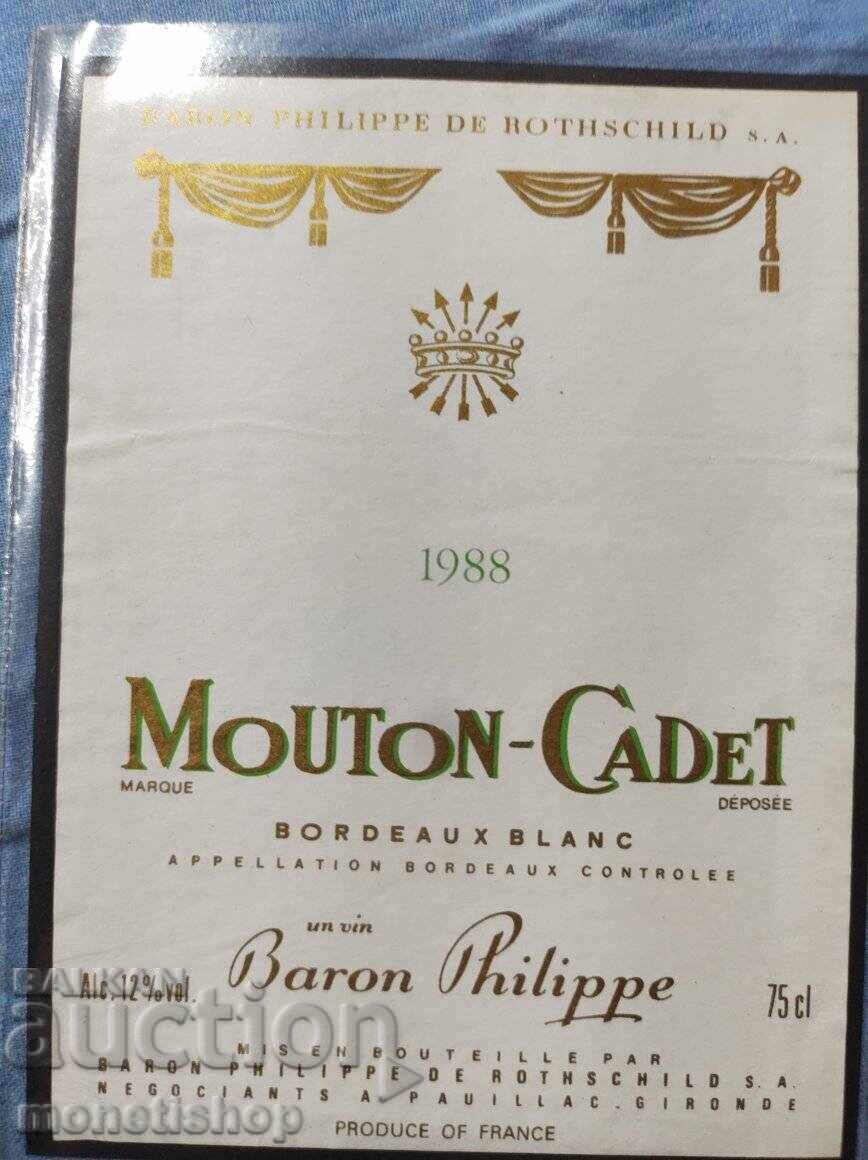 BARON PHILIPPE DE ROTHSCHILD S.A.
1988
MOUTON-CADET
MARQUE DÉPOSÉE
BORDEAUX BLANC
APPELLATION BORDEAUX CONTROLEE
un vin
Baron Philippe
Alc. 12% vol. 75 cl
MIS EN BOUTEILLE PAR
BARON PHILIPPE DE ROTHSCHILD S.A.
NEGOCIANTS A PAUILLAC.GIRONDE
PRODUCE OF FRANCE
BALKAN
auction
monetishop